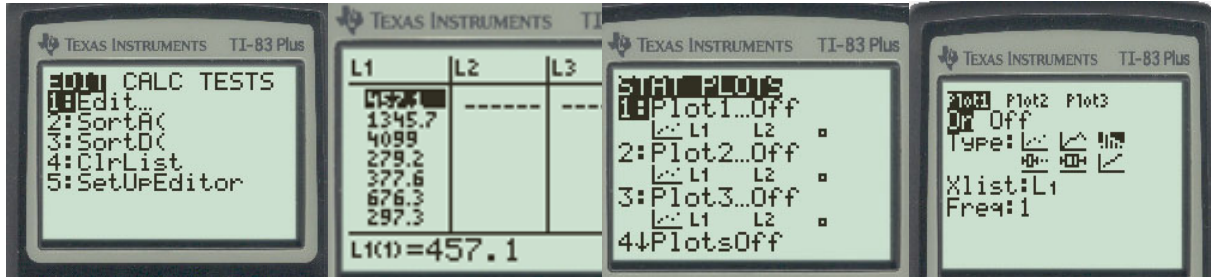 TEXAS INSTRUMENTS TI-83 Plus
EDIT CALC TESTS
1:Edit…
2:SortA(
3:SortD(
4:ClrList
5:SetUpEditor
TEXAS INSTRUMENTS TI
L1 L2 L3
457.1 ------ ----
1345.7
4099
279.2
377.6
676.3
297.3
L1(1)=457.1
TEXAS INSTRUMENTS TI-83 Plus
STAT PLOTS
1:Plot1…Off
L1 L2
2:Plot2…Off
L1 L2
3:Plot3…Off
L1 L2
4↓PlotsOff
TEXAS INSTRUMENTS TI-83 Plus
Plot1 Plot2 Plot3
On Off
Type:
Xlist:L1
Freq:1